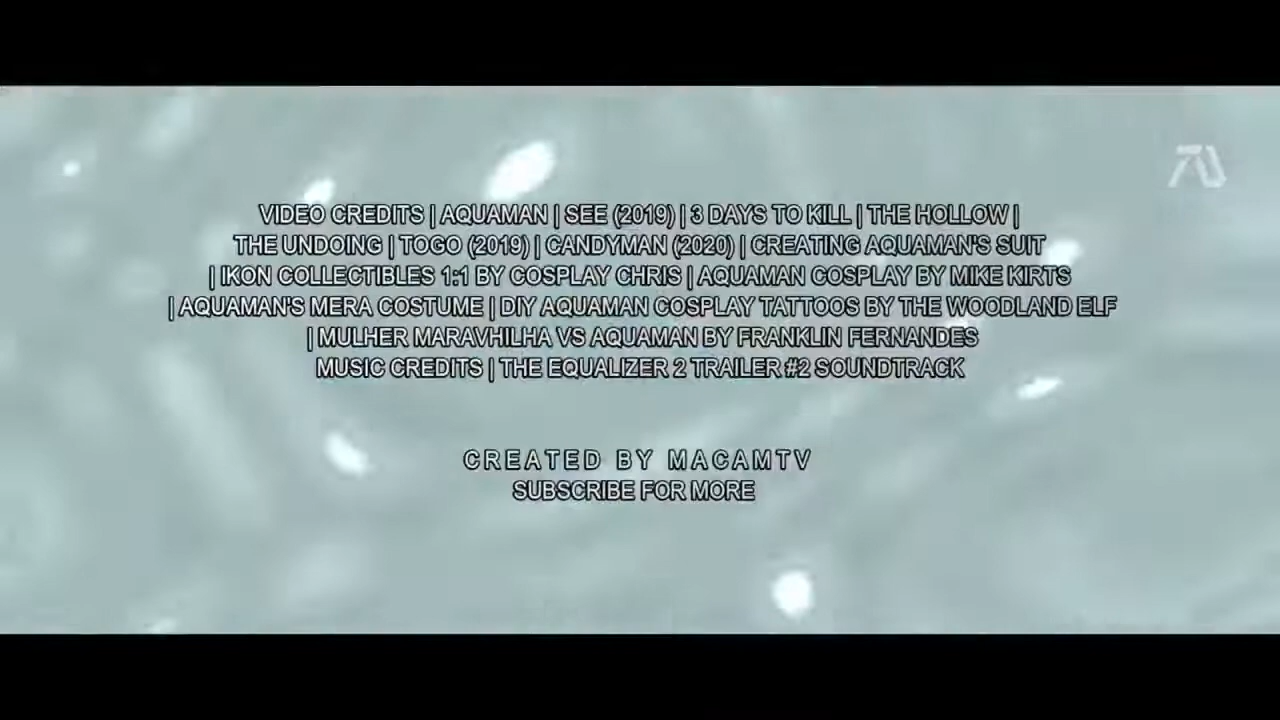 VIDEO CREDITS | AQUAMAN | SEE (2019) | 3 DAYS TO KILL | THE HOLLOW |
THE UNDOING | TOGO (2019) | CANDYMAN (2020) | CREATING AQUAMAN'S SUIT
| IKON COLLECTIBLES 1:1 BY COSPLAY CHRIS | AQUAMAN COSPLAY BY MIKE KIRTS
| AQUAMAN'S MERA COSTUME | DIY AQUAMAN COSPLAY TATTOOS BY THE WOODLAND ELF
| MULHER MARAVHILHA VS AQUAMAN BY FRANKLIN FERNANDES
MUSIC CREDITS | THE EQUALIZER 2 TRAILER #2 SOUNDTRACK
CREATED BY MACAMTV
SUBSCRIBE FOR MORE